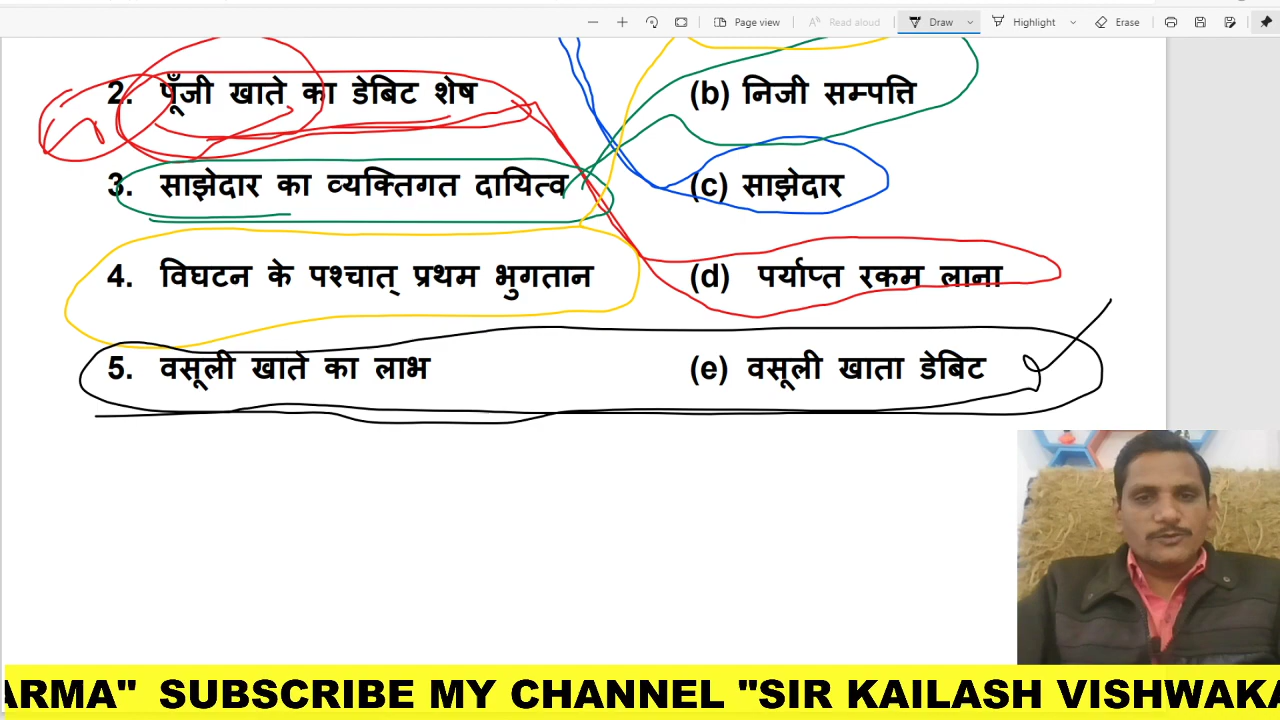 Page view Read aloud Draw Highlight Erase
2. पूँजी खाते का डेबिट शेष (b) निजी सम्पत्ति
3. साझेदार का व्यक्तिगत दायित्व (c) साझेदार
4. विघटन के पश्चात् प्रथम भुगतान (d) पर्याप्त रकम लाना
5. वसूली खाते का लाभ (e) वसूली खाता डेबिट
ARMA" SUBSCRIBE MY CHANNEL "SIR KAILASH VISHWAKA